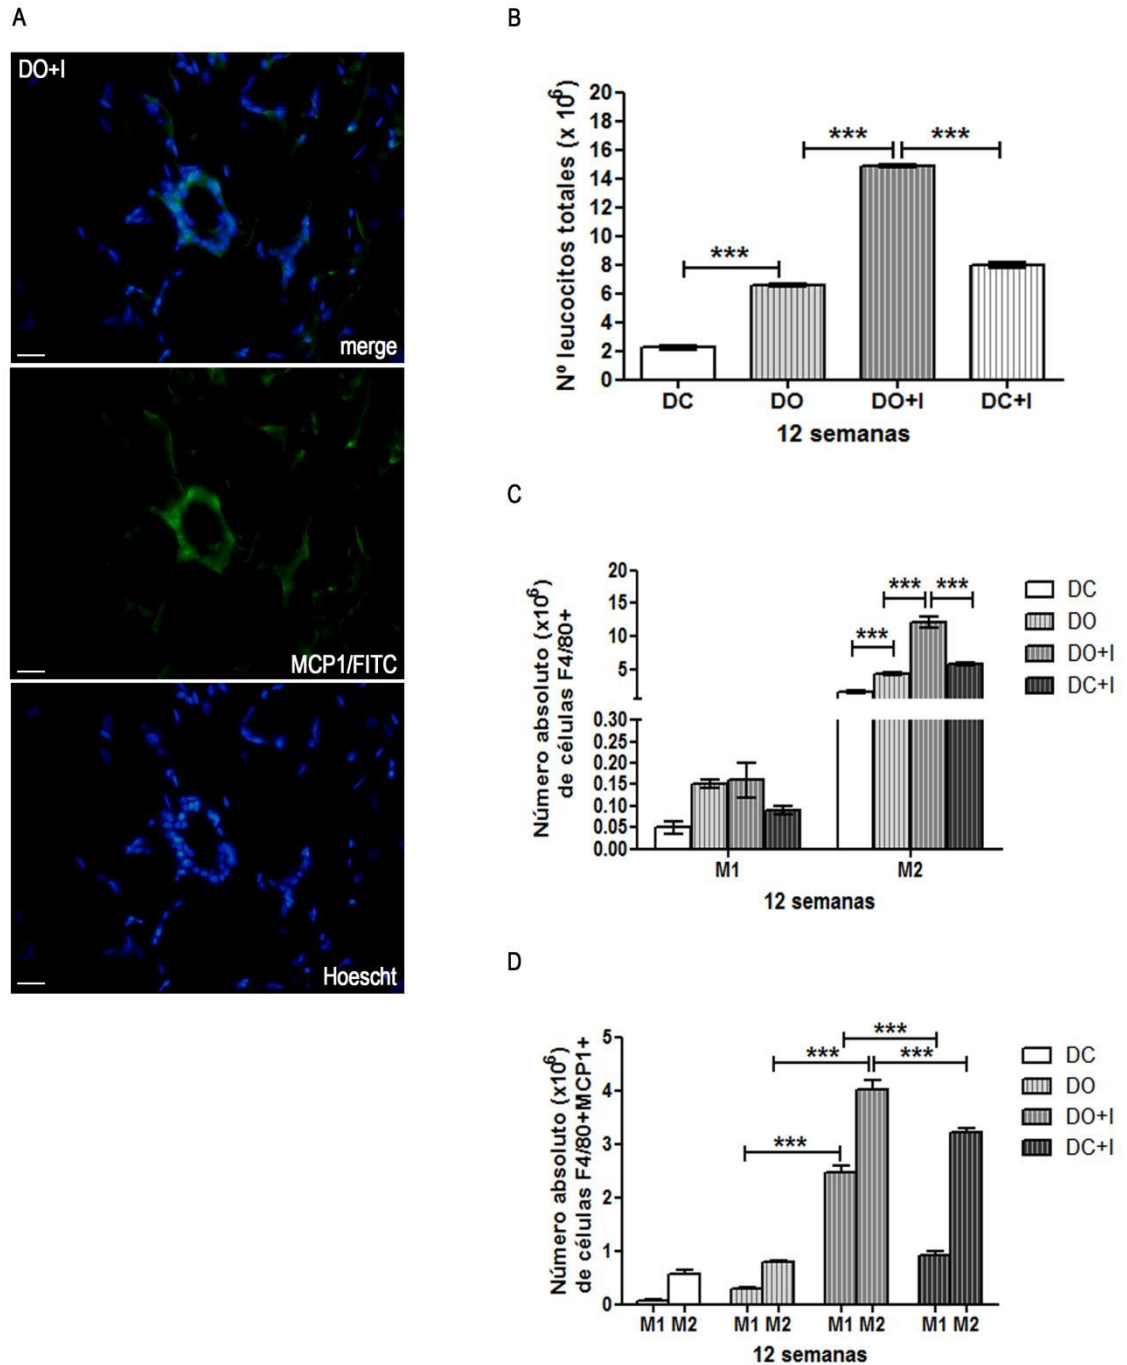 A
DO+I
merge
MCP1/FITC
Hoescht
B
Nº leucocitos totales (x 10⁶)
20
18
16
14
12
10
8
6
4
2
0
***
***
***
DC DO DO+I DC+I
12 semanas
C
Número absoluto (x10⁶)
de células F4/80+
20
15
10
5
0.30
0.25
0.20
0.15
0.10
0.05
0.00
*** ***
***
DC
DO
DO+I
DC+I
M1 M2
12 semanas
D
Número absoluto (x10⁶)
de células F4/80+MCP1+
5
4
3
2
1
0
***
*** ***
***
DC
DO
DO+I
DC+I
M1 M2 M1 M2 M1 M2 M1 M2
12 semanas